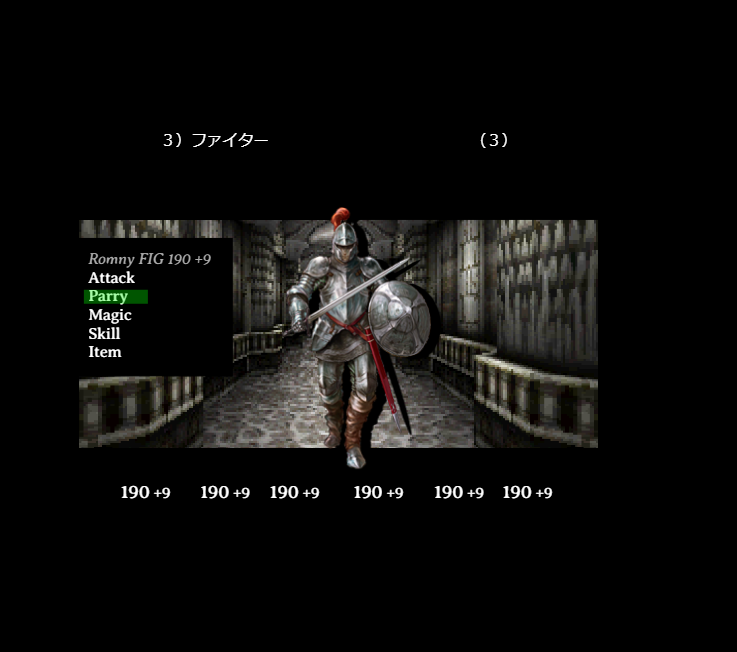 3）ファイター （3）
Romny FIG 190 +9
Attack
Parry
Magic
Skill
Item
190 +9 190 +9 190 +9 190 +9 190 +9 190 +9